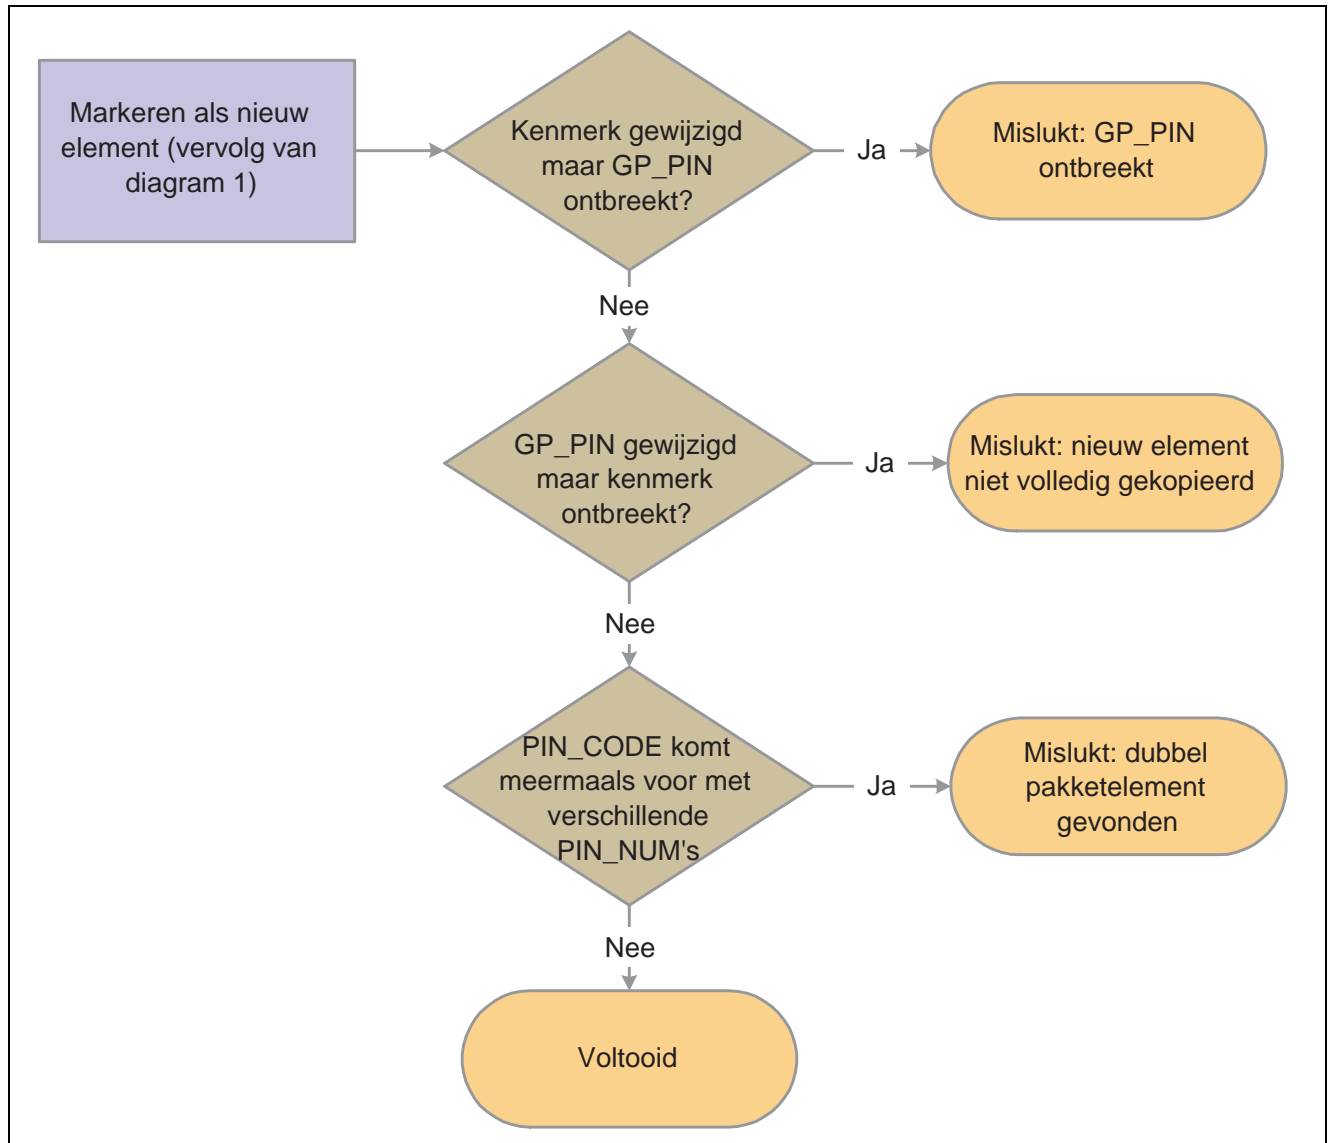 Markeren als nieuw
element (vervolg van
diagram 1)
Kenmerk gewijzigd
maar GP_PIN
ontbreekt?
Ja
Mislukt: GP_PIN
ontbreekt
Nee
GP_PIN gewijzigd
maar kenmerk
ontbreekt?
Ja
Mislukt: nieuw element
niet volledig gekopieerd
Nee
PIN_CODE komt
meermaals voor met
verschillende
PIN_NUM's
Ja
Mislukt: dubbel
pakketelement
gevonden
Nee
Voltooid